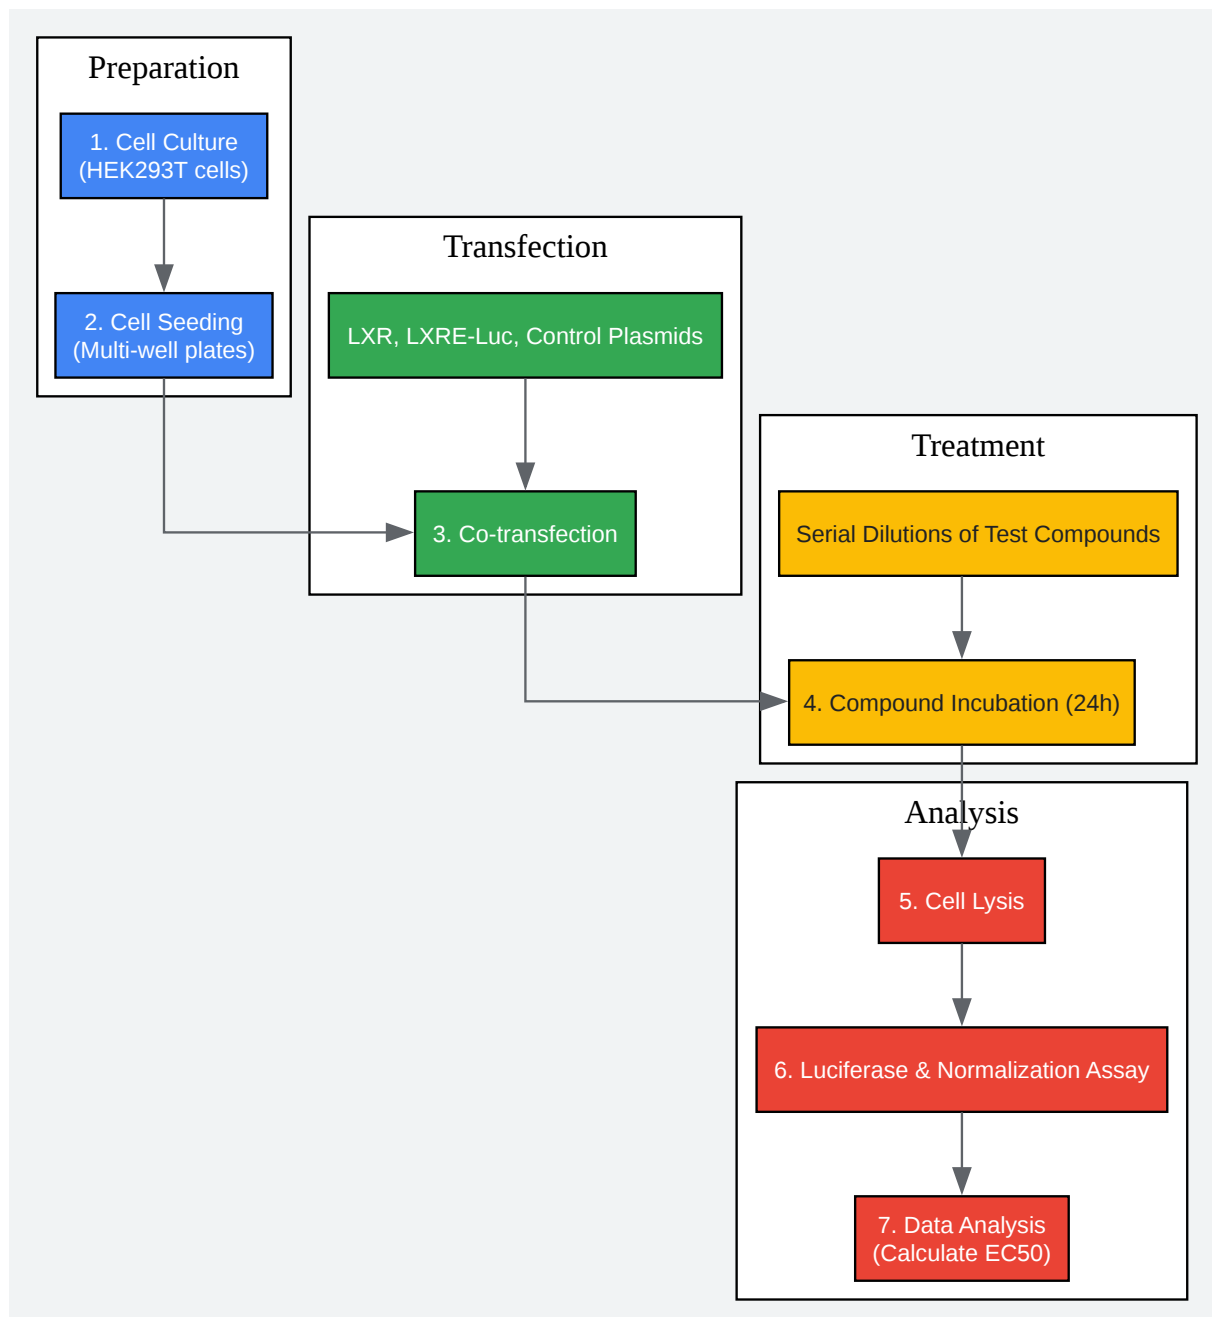 Preparation
1. Cell Culture
(HEK293T cells)
2. Cell Seeding
(Multi-well plates)
Transfection
LXR, LXRE-Luc, Control Plasmids
3. Co-transfection
Treatment
Serial Dilutions of Test Compounds
4. Compound Incubation (24h)
Analysis
5. Cell Lysis
6. Luciferase & Normalization Assay
7. Data Analysis
(Calculate EC50)